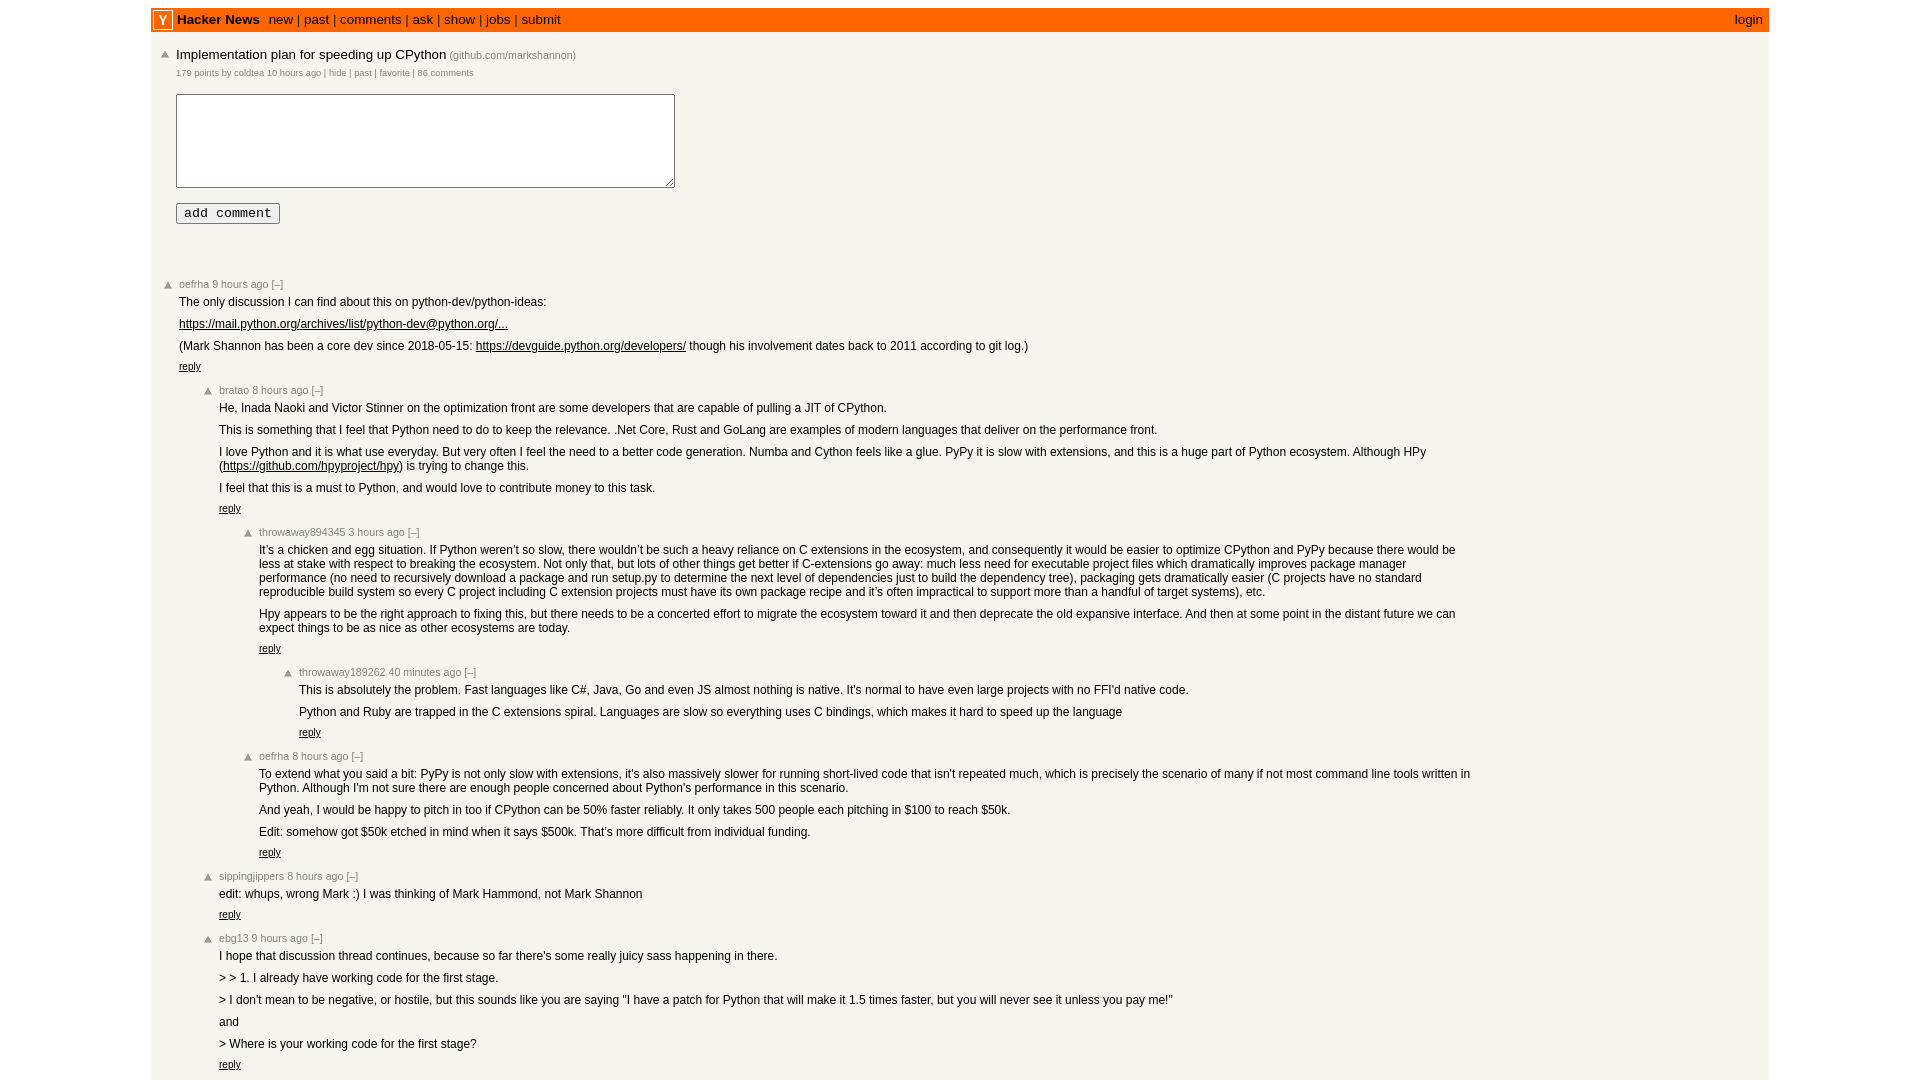 Y Hacker News new | past | comments | ask | show | jobs | submit login
Implementation plan for speeding up CPython (github.com/markshannon)
179 points by coldtea 10 hours ago | hide | past | favorite | 86 comments
add comment
oefrha 9 hours ago [–]
The only discussion I can find about this on python-dev/python-ideas:
https://mail.python.org/archives/list/python-dev@python.org/...
(Mark Shannon has been a core dev since 2018-05-15: https://devguide.python.org/developers/ though his involvement dates back to 2011 according to git log.)
reply
bratao 8 hours ago [–]
He, Inada Naoki and Victor Stinner on the optimization front are some developers that are capable of pulling a JIT of CPython.
This is something that I feel that Python need to do to keep the relevance. .Net Core, Rust and GoLang are examples of modern languages that deliver on the performance front.
I love Python and it is what use everyday. But very often I feel the need to a better code generation. Numba and Cython feels like a glue. PyPy it is slow with extensions, and this is a huge part of Python ecosystem. Although HPy
(https://github.com/hpyproject/hpy) is trying to change this.
I feel that this is a must to Python, and would love to contribute money to this task.
reply
throwaway894345 3 hours ago [–]
It’s a chicken and egg situation. If Python weren’t so slow, there wouldn’t be such a heavy reliance on C extensions in the ecosystem, and consequently it would be easier to optimize CPython and PyPy because there would be
less at stake with respect to breaking the ecosystem. Not only that, but lots of other things get better if C-extensions go away: much less need for executable project files which dramatically improves package manager
performance (no need to recursively download a package and run setup.py to determine the next level of dependencies just to build the dependency tree), packaging gets dramatically easier (C projects have no standard
reproducible build system so every C project including C extension projects must have its own package recipe and it’s often impractical to support more than a handful of target systems), etc.
Hpy appears to be the right approach to fixing this, but there needs to be a concerted effort to migrate the ecosystem toward it and then deprecate the old expansive interface. And then at some point in the distant future we can
expect things to be as nice as other ecosystems are today.
reply
throwaway189262 40 minutes ago [–]
This is absolutely the problem. Fast languages like C#, Java, Go and even JS almost nothing is native. It's normal to have even large projects with no FFI'd native code.
Python and Ruby are trapped in the C extensions spiral. Languages are slow so everything uses C bindings, which makes it hard to speed up the language
reply
oefrha 8 hours ago [–]
To extend what you said a bit: PyPy is not only slow with extensions, it's also massively slower for running short-lived code that isn't repeated much, which is precisely the scenario of many if not most command line tools written in
Python. Although I'm not sure there are enough people concerned about Python's performance in this scenario.
And yeah, I would be happy to pitch in too if CPython can be 50% faster reliably. It only takes 500 people each pitching in $100 to reach $50k.
Edit: somehow got $50k etched in mind when it says $500k. That’s more difficult from individual funding.
reply
sippingjippers 8 hours ago [–]
edit: whups, wrong Mark :) I was thinking of Mark Hammond, not Mark Shannon
reply
ebg13 9 hours ago [–]
I hope that discussion thread continues, because so far there's some really juicy sass happening in there.
> > 1. I already have working code for the first stage.
> I don't mean to be negative, or hostile, but this sounds like you are saying "I have a patch for Python that will make it 1.5 times faster, but you will never see it unless you pay me!"
and
> Where is your working code for the first stage?
reply